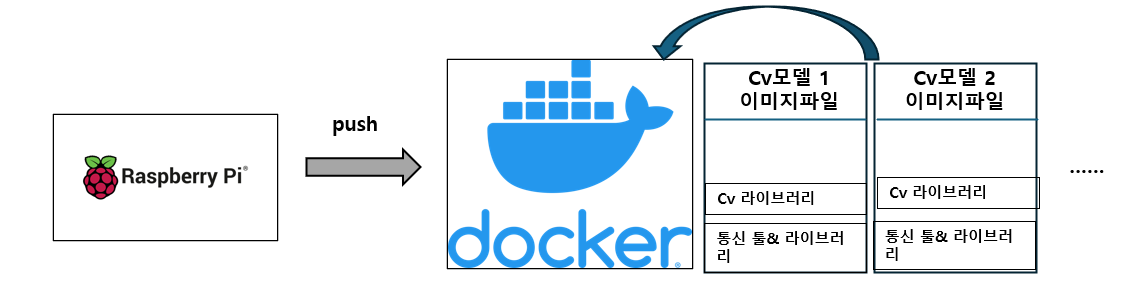 Raspberry Pi®
push
docker®
Cv모델 1
이미지파일
Cv 라이브러리
통신 툴& 라이브러
리
Cv모델 2
이미지파일
Cv 라이브러리
통신 툴& 라이브러
리
......